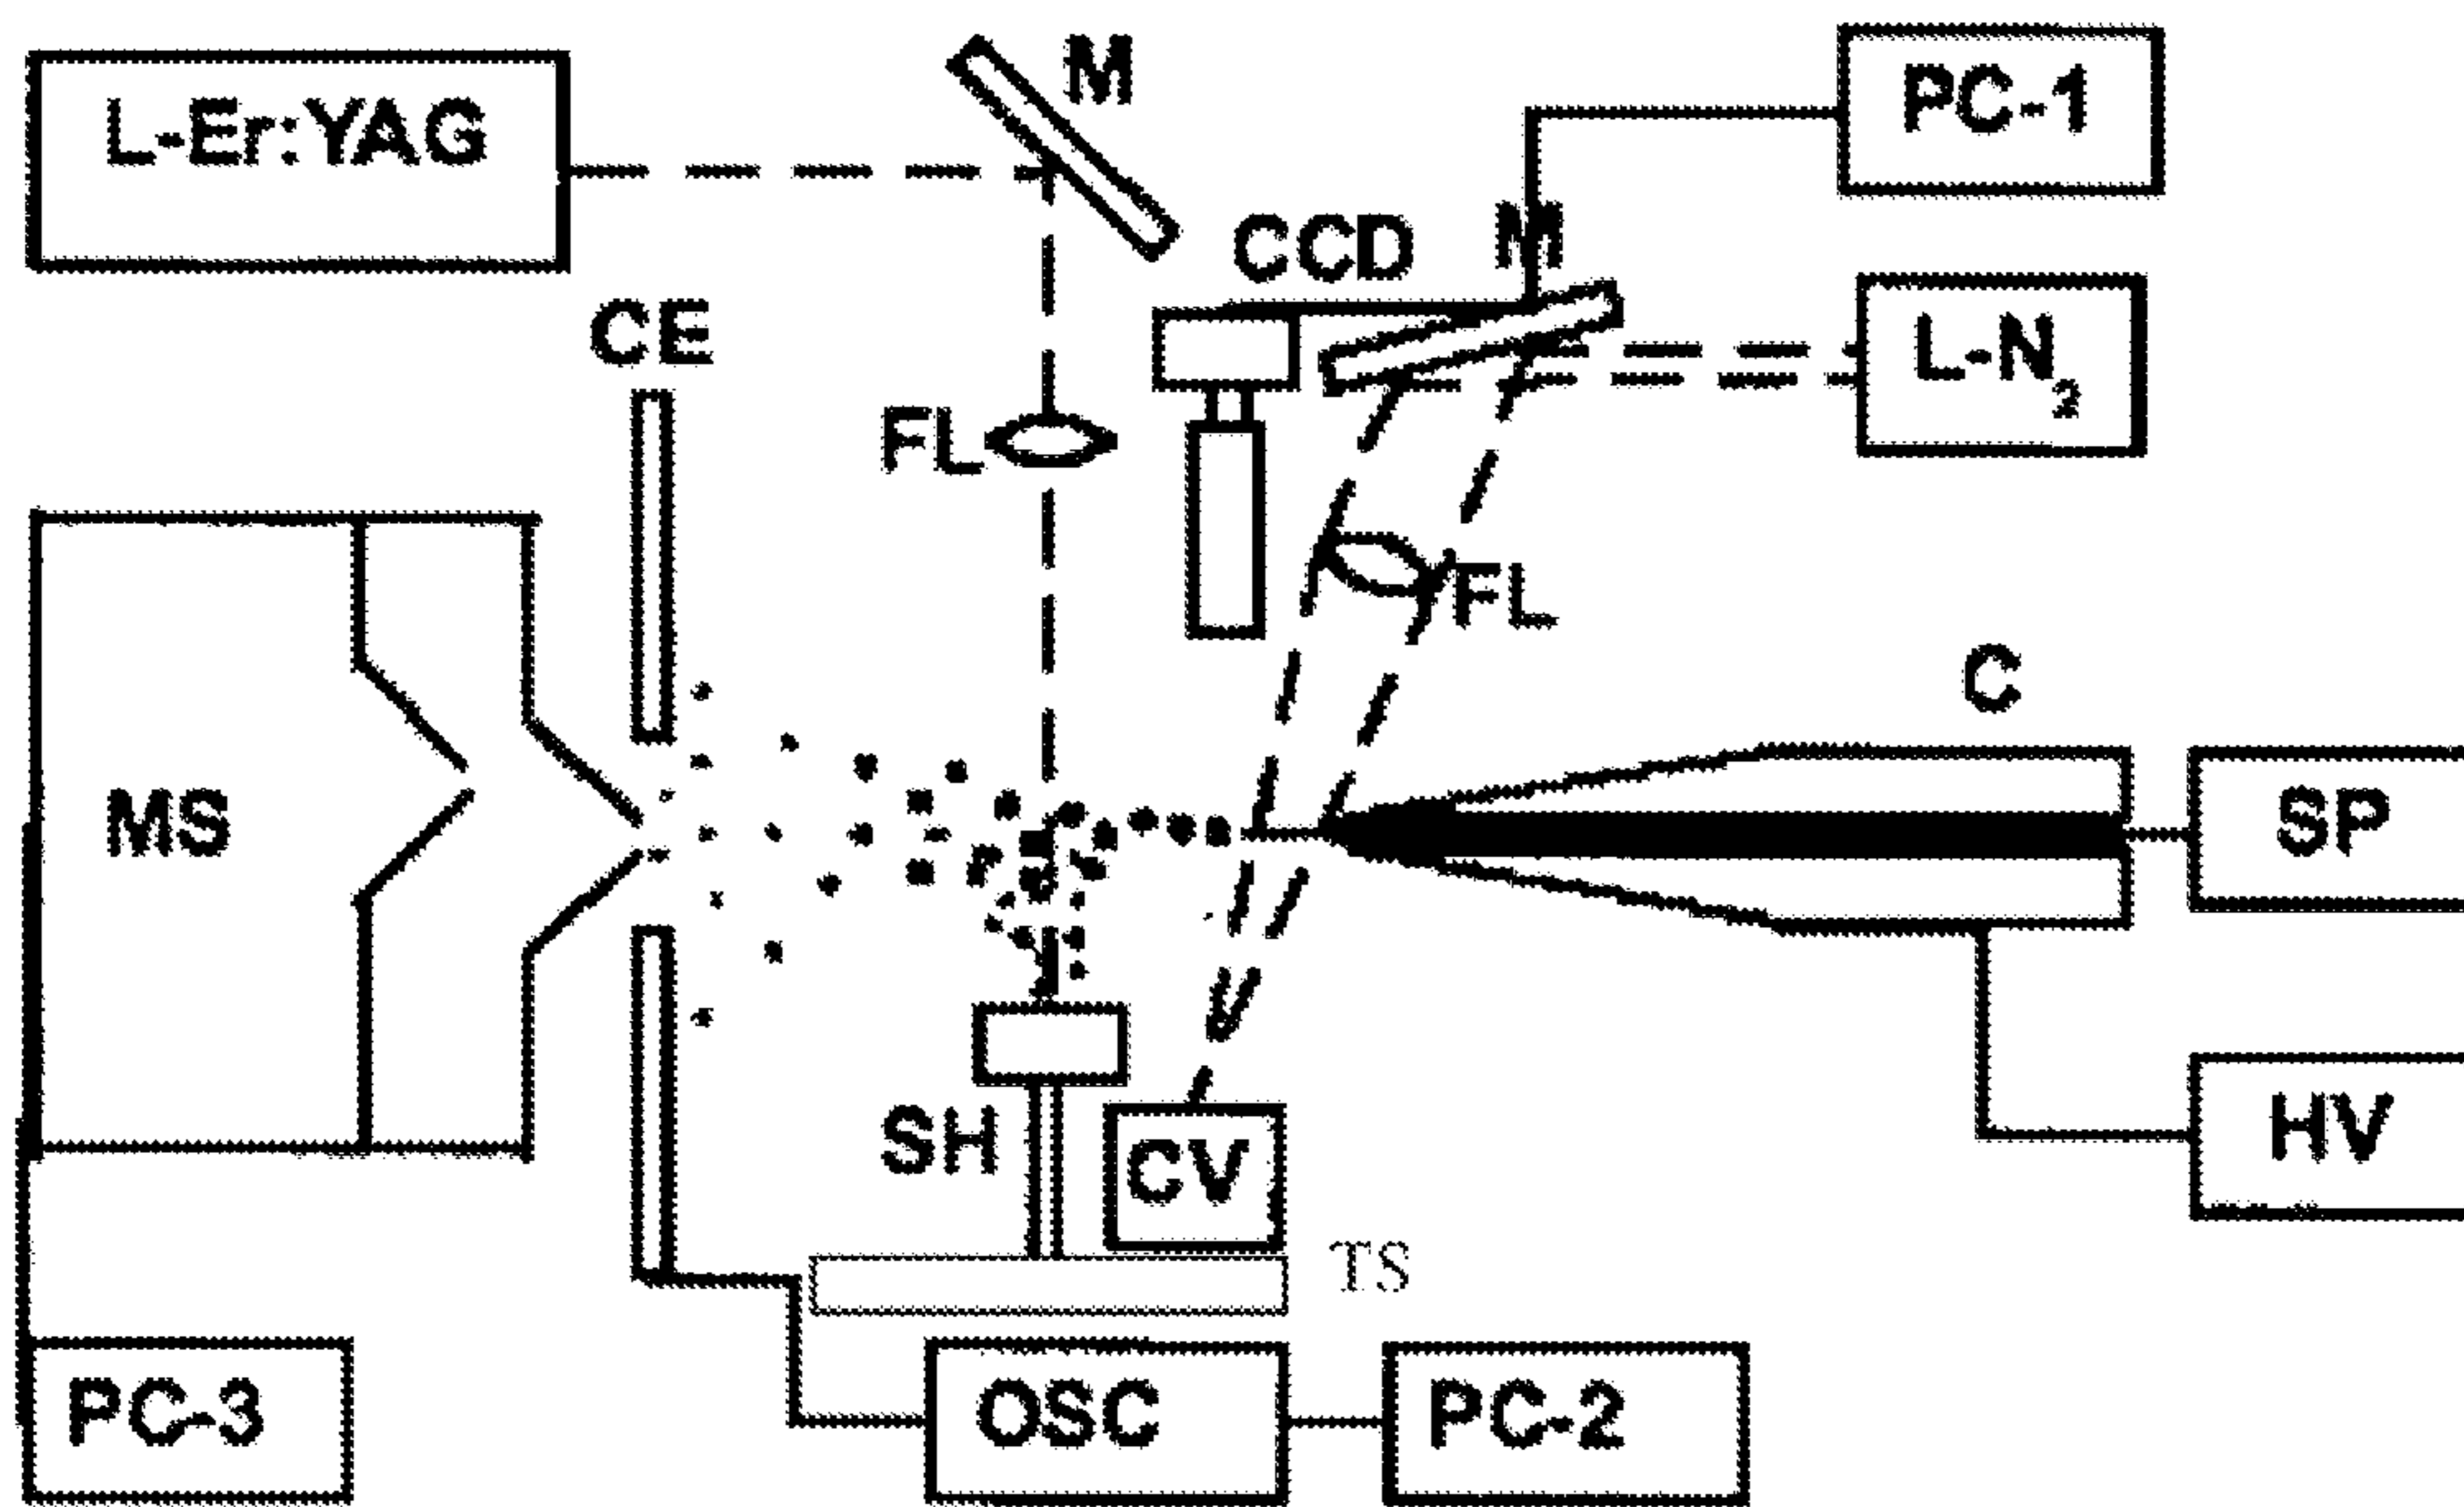 L-Er:YAG
M
PC-1
CCD
M
CE
L-N2
FL
FL
C
MS
SP
SH
CV
HV
TS
PC-3
OSC
PC-2